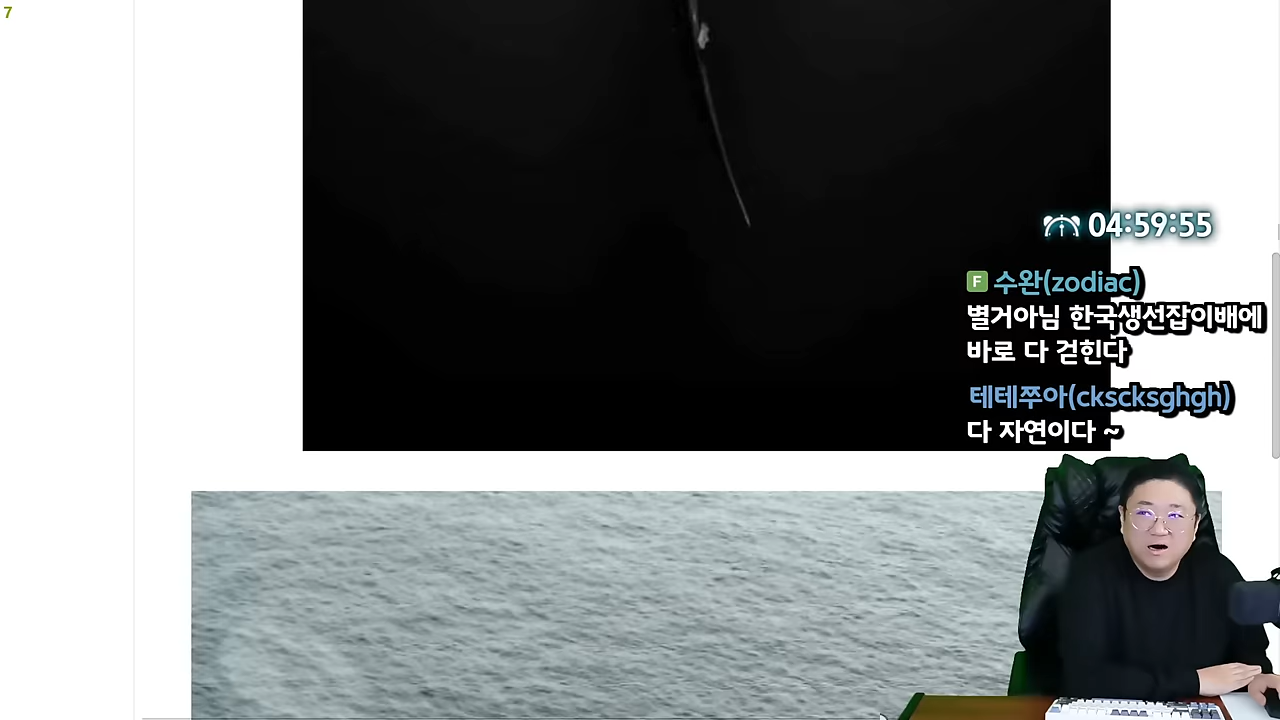 7
04:59:55
F 수완(zodiac)
별거아님 한국생선잡이배에
바로 다 걷힌다
테테쭈아(ckscksghgh)
다 자연이다 ~